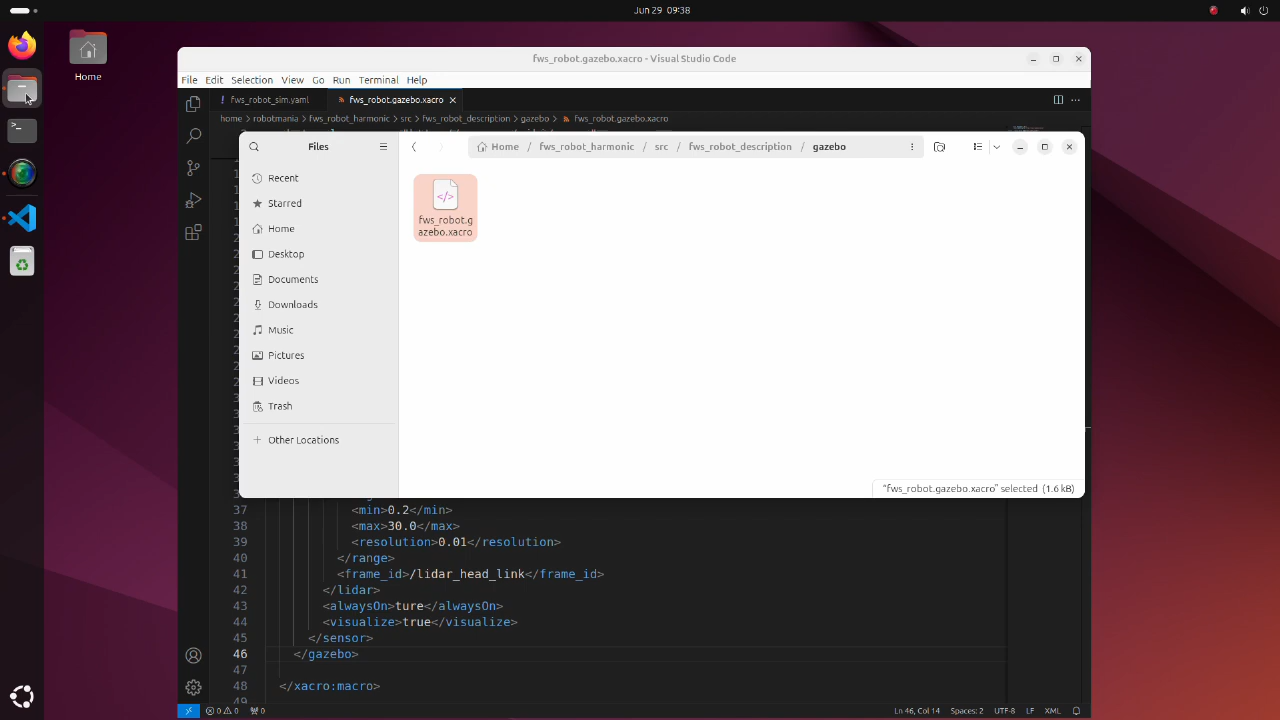 Jun 29 09:38
Home
fws_robot.gazebo.xacro - Visual Studio Code
File Edit Selection View Go Run Terminal Help
! fws_robot_sim.yaml fws_robot.gazebo.xacro
home > robotmania > fws_robot_harmonic > src > fws_robot_description > gazebo > fws_robot.gazebo.xacro
Files
Home / fws_robot_harmonic / src / fws_robot_description / gazebo
Recent
Starred
Home
Desktop
Documents
Downloads
Music
Pictures
Videos
Trash
+ Other Locations
fws_robot.g
azebo.xacro
"fws_robot.gazebo.xacro" selected (1.6 kB)
37 <min>0.2</min>
38 <max>30.0</max>
39 <resolution>0.01</resolution>
40 </range>
41 <frame_id>/lidar_head_link</frame_id>
42 </lidar>
43 <alwaysOn>ture</alwaysOn>
44 <visualize>true</visualize>
45 </sensor>
46 </gazebo>
47
48 </xacro:macro>
49
0 0 0 Ln 46, Col 14 Spaces: 2 UTF-8 LF XML